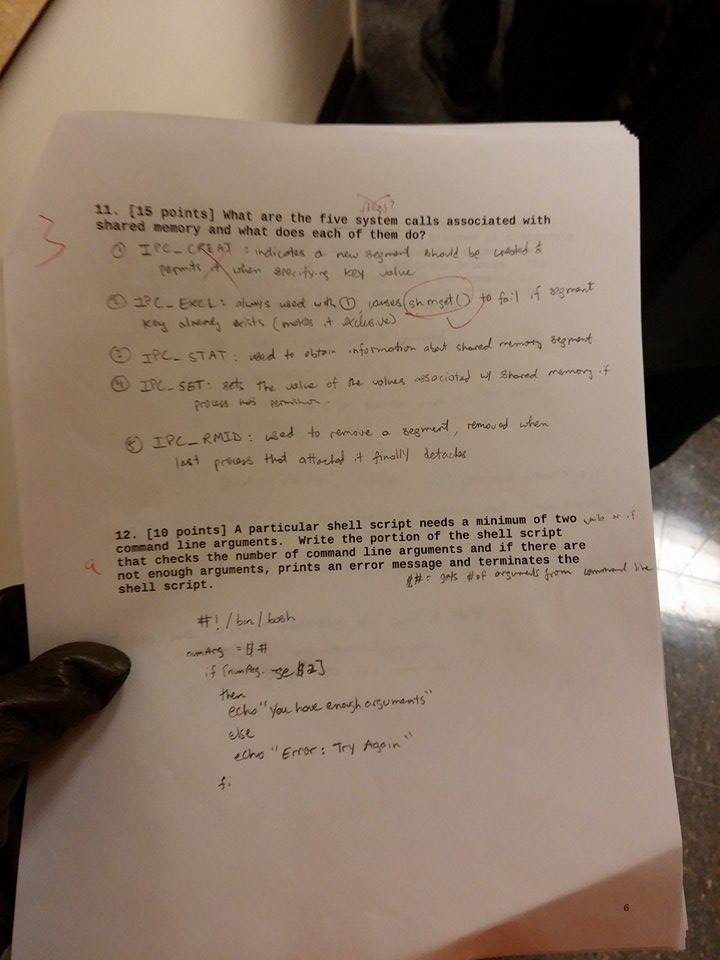 11. [15 points] What are the five system calls associated with
shared memory and what does each of them do?
3
① IPC_CREAT : indicates a new segment should be created &
permits it when specifying key value
② IPC_EXCL: always used with ① causes shmget() to fail if segment
key already exists (makes it exclusive)
③ IPC_STAT : used to obtain information about shared memory segment
④ IPC_SET: sets the value of the values associated w/ shared memory if
process has permission.
⑤ IPC_RMID: used to remove a segment, removed when
last process that attached it finally detaches
12. [10 points] A particular shell script needs a minimum of two
command line arguments. Write the portion of the shell script
that checks the number of command line arguments and if there are
not enough arguments, prints an error message and terminates the
shell script.
9
$#: gets # of arguments from command line
#!/bin/bash
numArg = $#
if [numArg. -ge $2]
then
echo "You have enough arguments"
else
echo "Error: Try Again"
fi
6